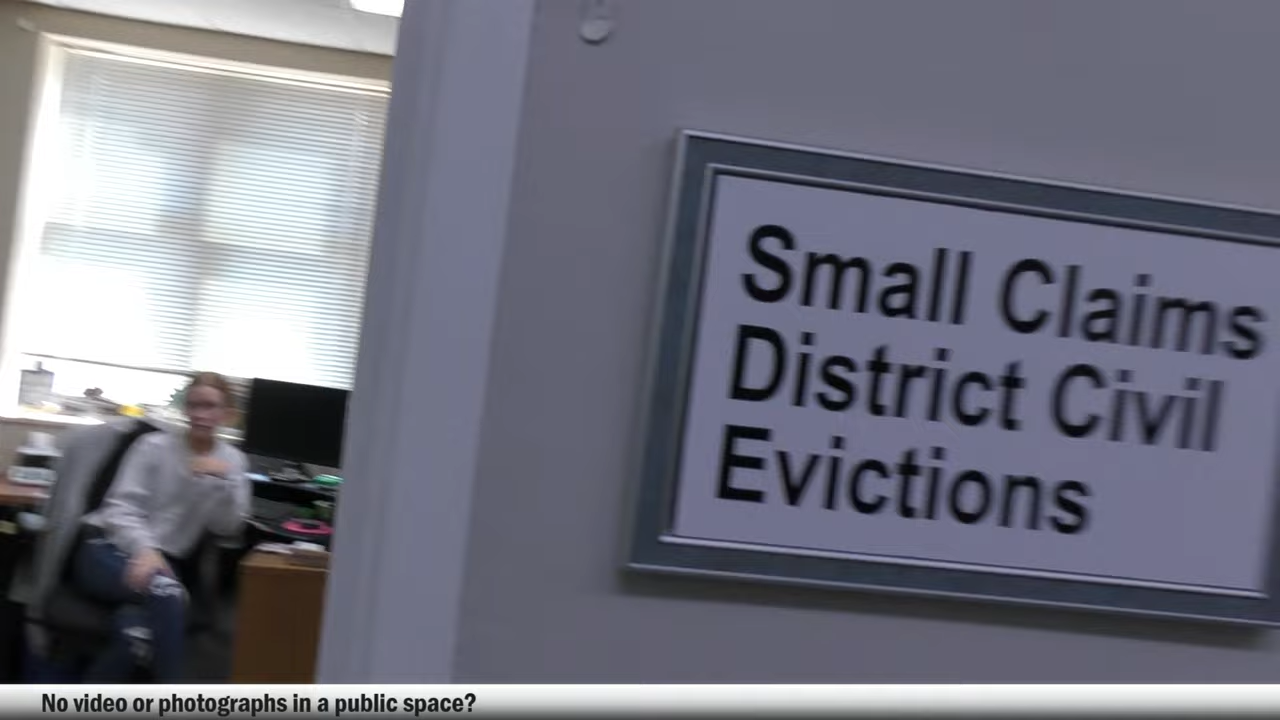 Small Claims
District Civil
Evictions
No video or photographs in a public space?